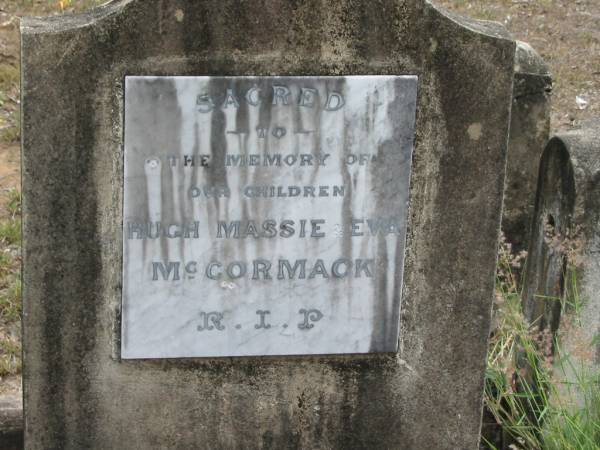 SACRED
— TO —
THE MEMORY OF
OUR CHILDREN
HUGH MASSIE & EVA
McCORMACK
R.I.P